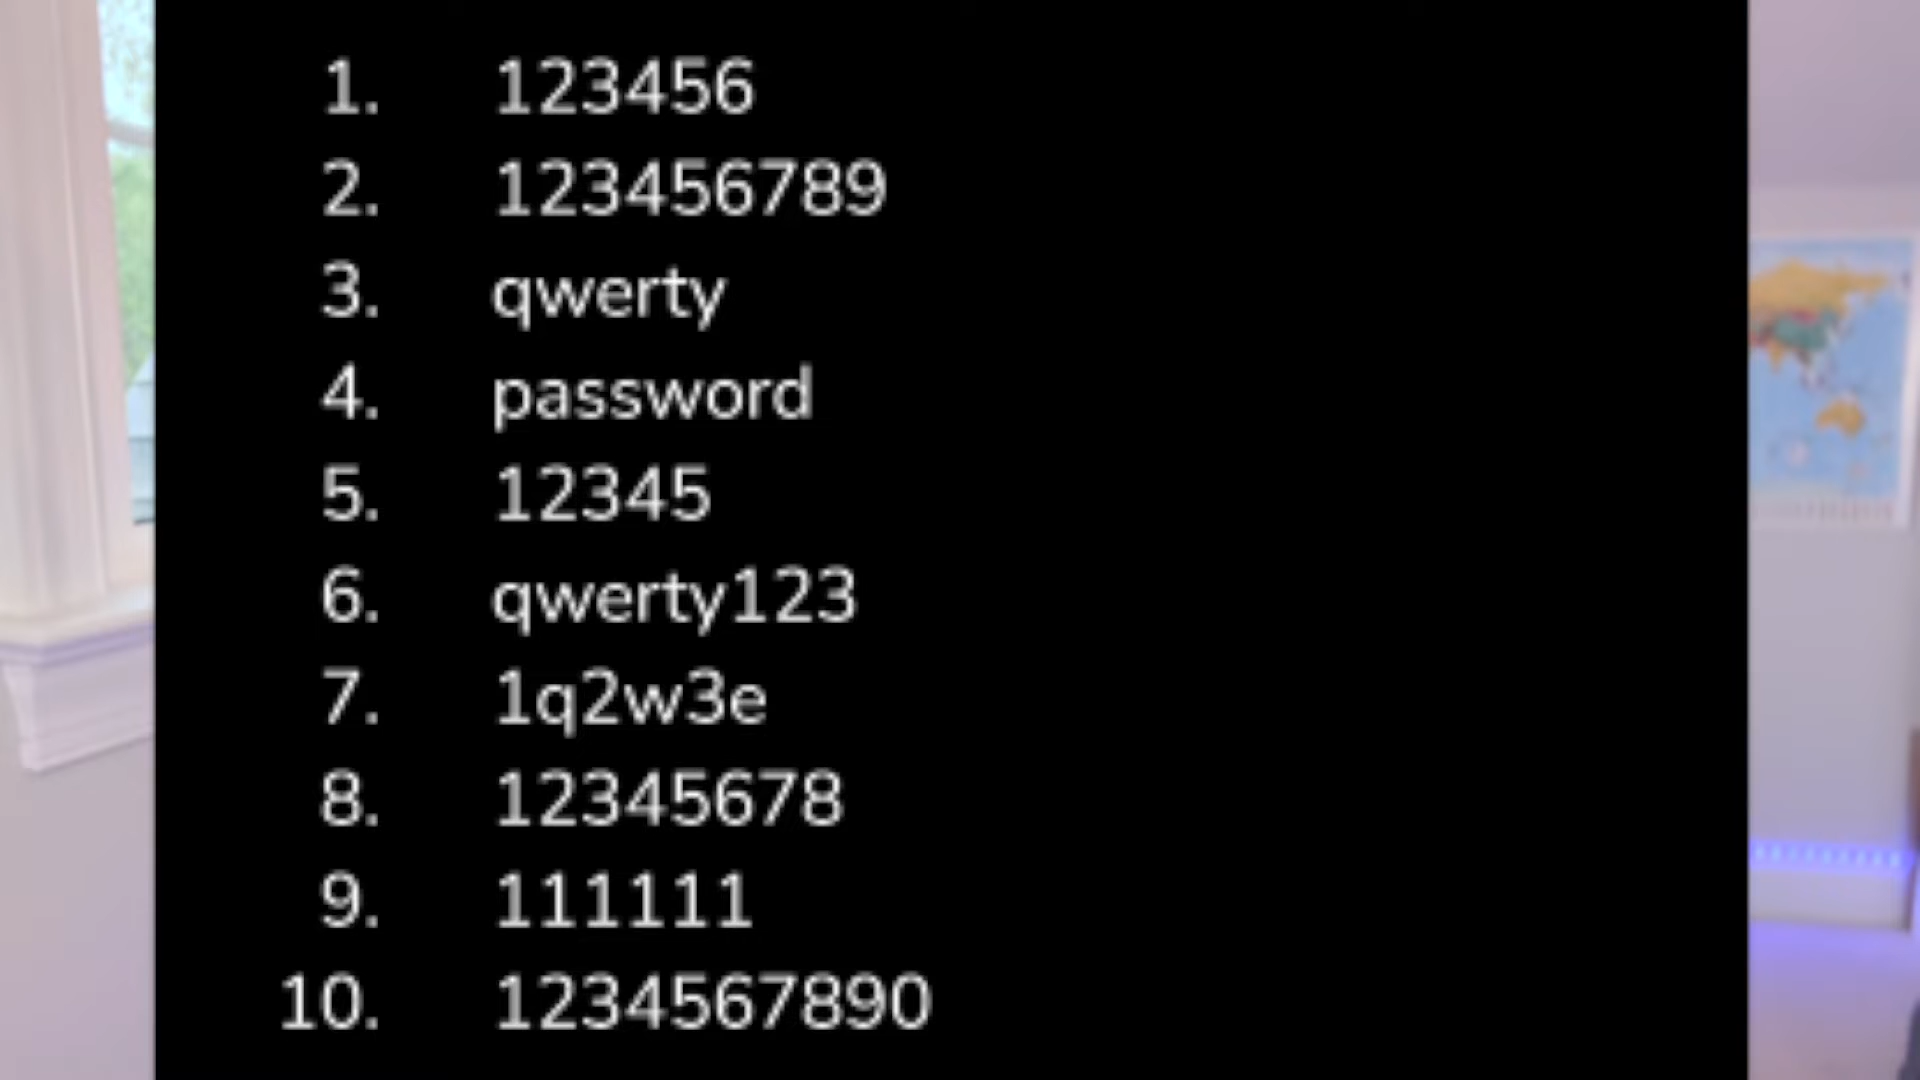 1. 123456
2. 123456789
3. qwerty
4. password
5. 12345
6. qwerty123
7. 1q2w3e
8. 12345678
9. 111111
10. 1234567890